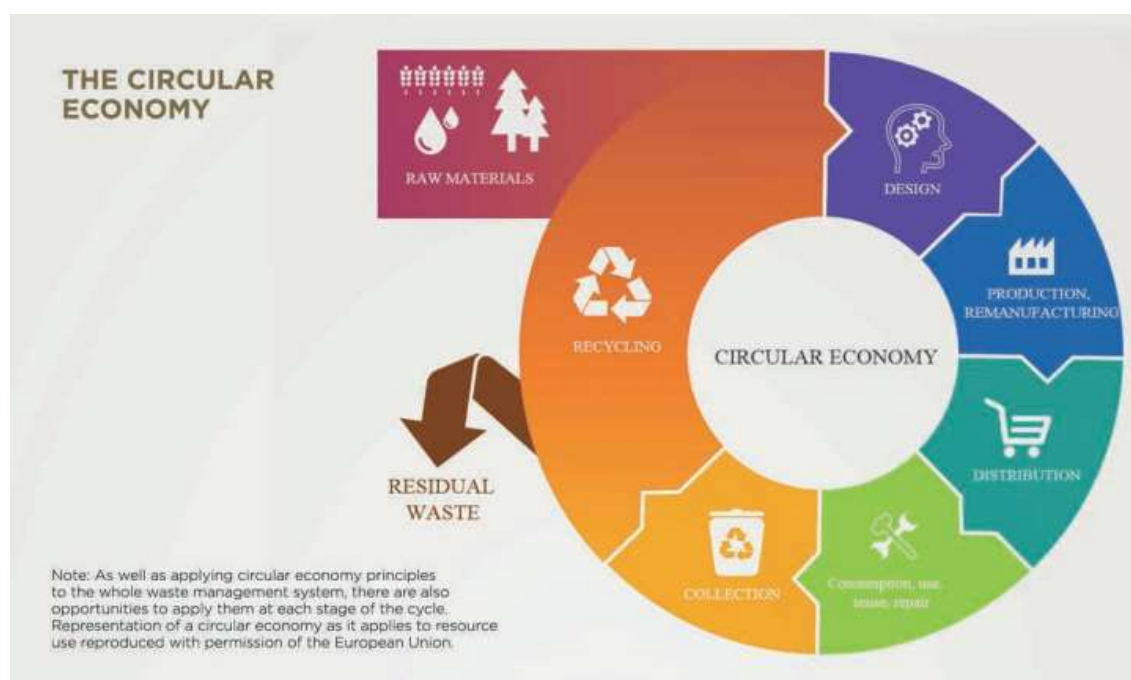 THE CIRCULAR
ECONOMY
RAW MATERIALS
DESIGN
PRODUCTION,
REMANUFACTURING
DISTRIBUTION
Consumption, use,
reuse, repair
COLLECTION
RECYCLING
CIRCULAR ECONOMY
RESIDUAL
WASTE
Note: As well as applying circular economy principles
to the whole waste management system, there are also
opportunities to apply them at each stage of the cycle.
Representation of a circular economy as it applies to resource
use reproduced with permission of the European Union.